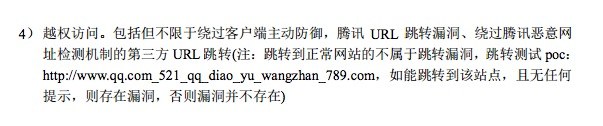 4） 越权访问。包括但不限于绕过客户端主动防御，腾讯 URL 跳转漏洞、绕过腾讯恶意网
址检测机制的第三方 URL 跳转(注：跳转到正常网站的不属于跳转漏洞，跳转测试 poc：
http://www.qq.com_521_qq_diao_yu_wangzhan_789.com，如能跳转到该站点，且无任何
提示，则存在漏洞，否则漏洞并不存在)